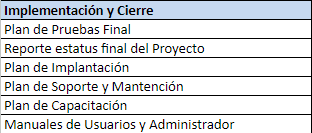 Implementación y Cierre
Plan de Pruebas Final
Reporte estatus final del Proyecto
Plan de Implantación
Plan de Soporte y Mantención
Plan de Capacitación
Manuales de Usuarios y Administrador